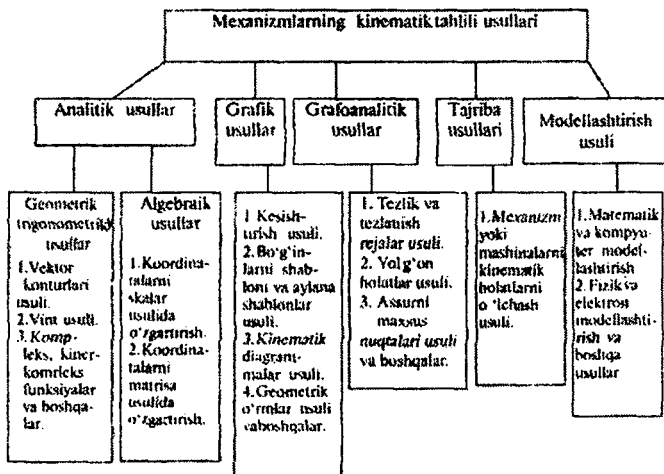 Mexanizmlarning kinematik tahlili usullari
Analitik usullar
Grafik
usullar
Grafoanalitik
usullar
Tajriba
usullari
Modellashtirish
usuli
Geometrik
(trigonometrik)
usullar
1.Vektor
konturlari
usuli.
2.Vint usuli.
3.Komp-
leks, kiner-
komrleks
funksiyalar
va boshqa-
lar.
Algebraik
usullar
1.Koordina-
talarni
skalar
usulida
o‘zgartirish.
2.Koordina-
talarni
matrisa
usulida
o‘zgartirish.
1 Kesish-
tirish usuli.
2. Bo‘g‘in-
larni shab-
loni va aylana
shablonlar
usuli.
3.Kinematik
diagram-
malar usuli.
4.Geometrik
o‘rinlar usuli
vaboshqalar.
1. Tezlik va
tezlanish
rejalar usuli.
2. Yolg‘on
holatlar usuli.
3. Assurni
maxsus
nuqtalari usuli
va boshqalar.
1.Mexanizm
yoki
mashinalarni
kinematik
holatlarni
o‘lchash
usuli.
1.Matematik
va kompyu-
ter model-
lashtirish
2.Fizik va
elektron
modellashti-
rish va
boshqa
usullar